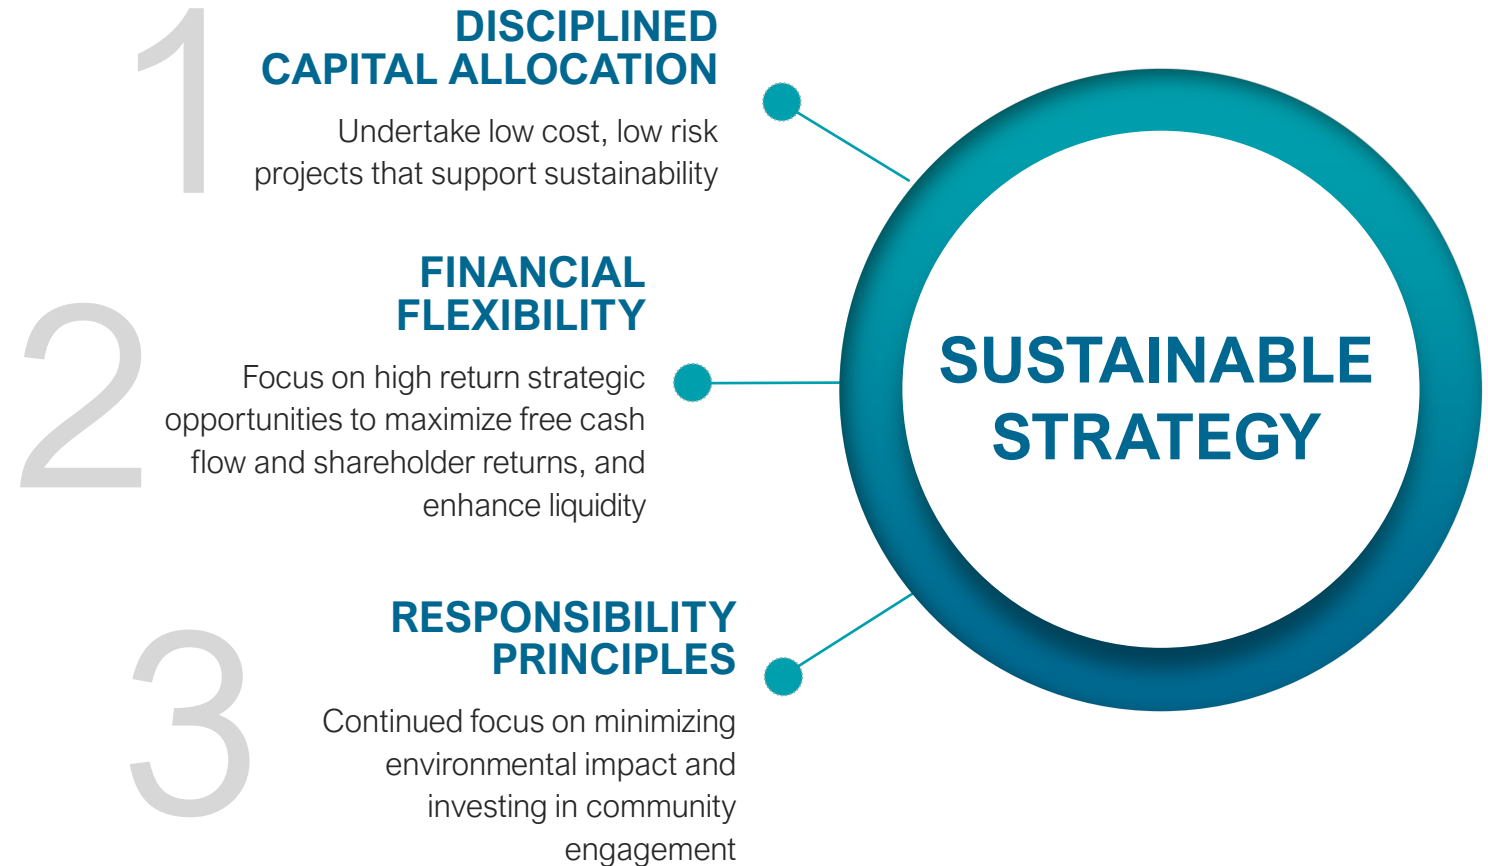 1
DISCIPLINED
CAPITAL ALLOCATION
Undertake low cost, low risk
projects that support sustainability
2
FINANCIAL
FLEXIBILITY
Focus on high return strategic
opportunities to maximize free cash
flow and shareholder returns, and
enhance liquidity
3
RESPONSIBILITY
PRINCIPLES
Continued focus on minimizing
environmental impact and
investing in community
engagement
SUSTAINABLE
STRATEGY